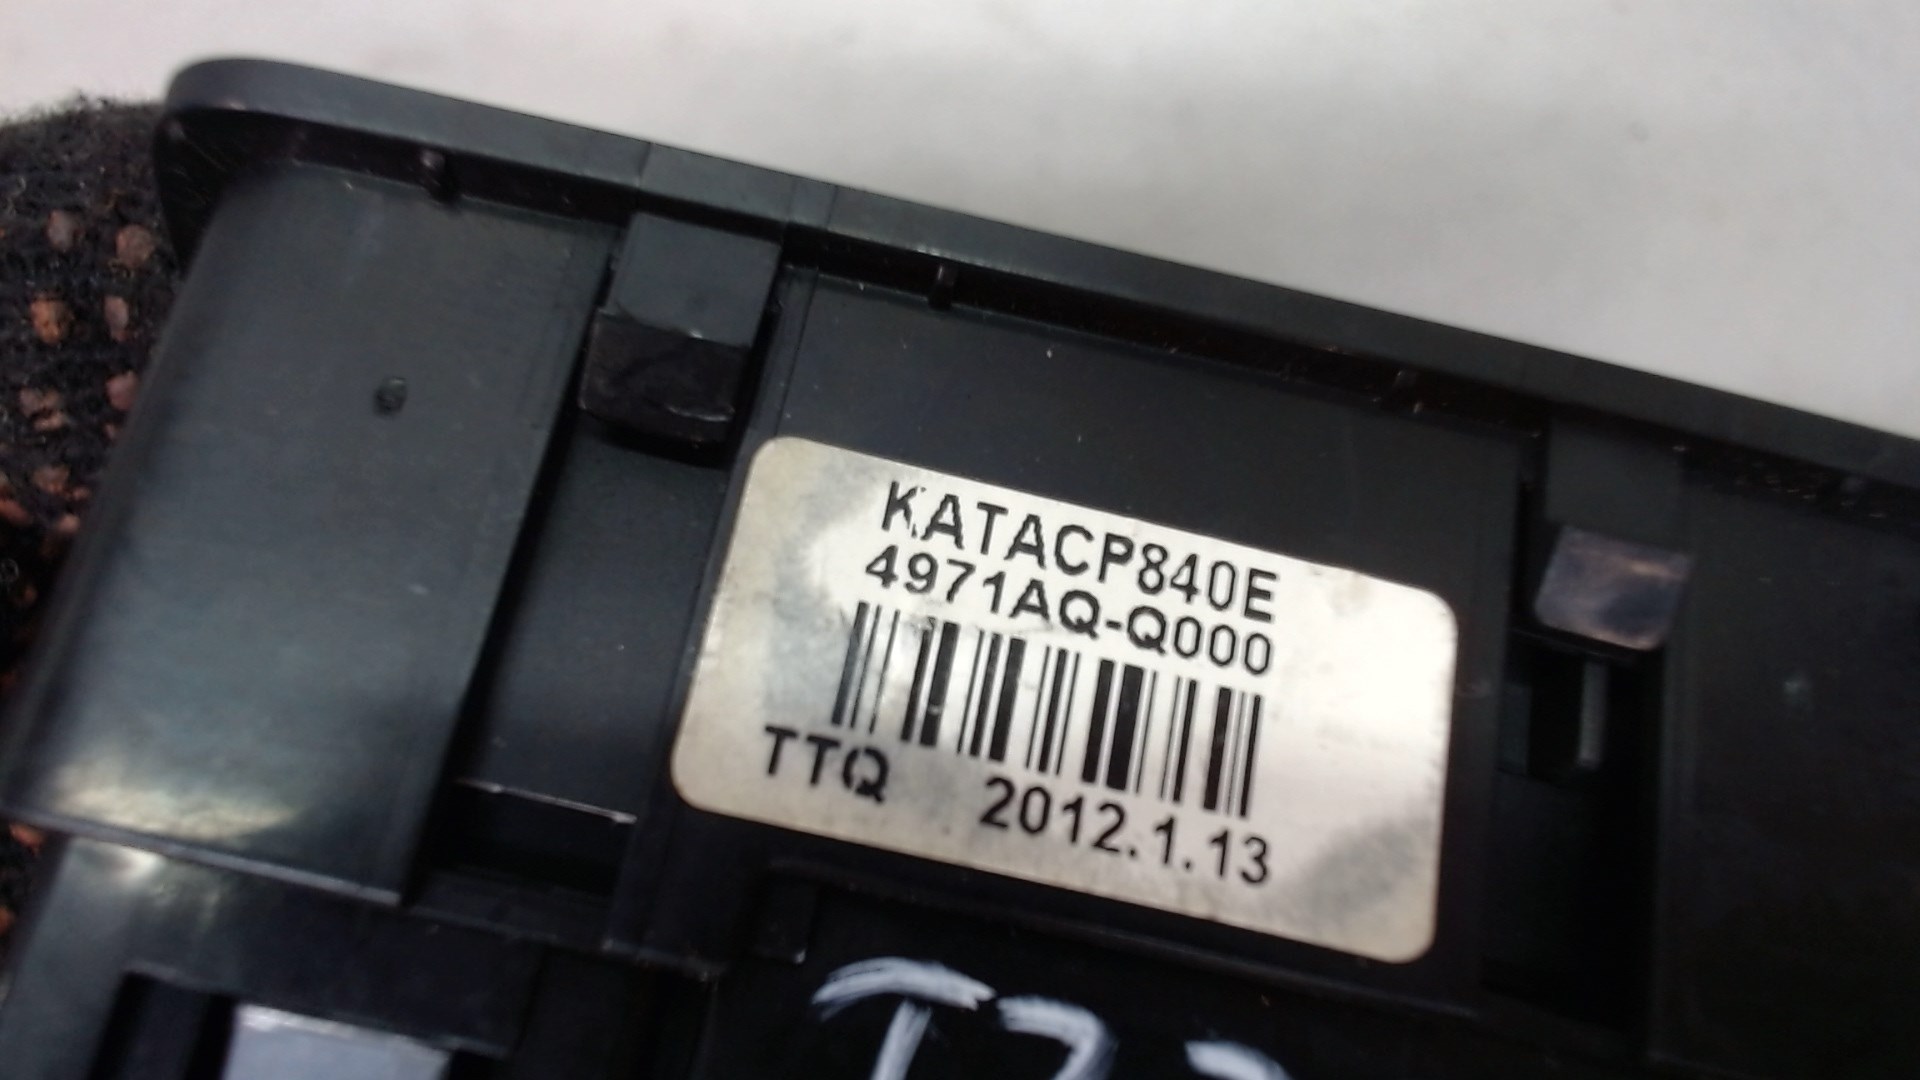 KATACP840E
4971AQ-Q000
TTQ 2012.1.13